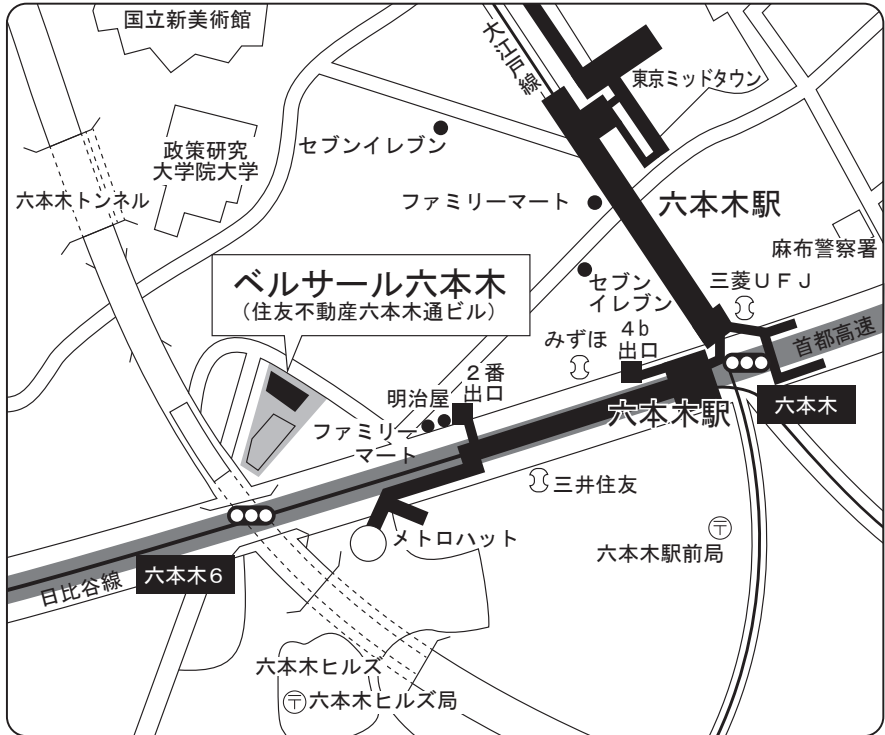 国立新美術館
大江戸線
東京ミッドタウン
セブンイレブン
政策研究
大学院大学
六本木トンネル
ファミリーマート
六本木駅
麻布警察署
ベルサール六本木
（住友不動産六本木通ビル）
セブン
イレブン
三菱ＵＦＪ
みずほ
4b
出口
首都高速
２番
出口
明治屋
ファミリー
マート
六本木駅
六本木
三井住友
メトロハット
〒
六本木駅前局
日比谷線
六本木６
六本木ヒルズ
〒六本木ヒルズ局